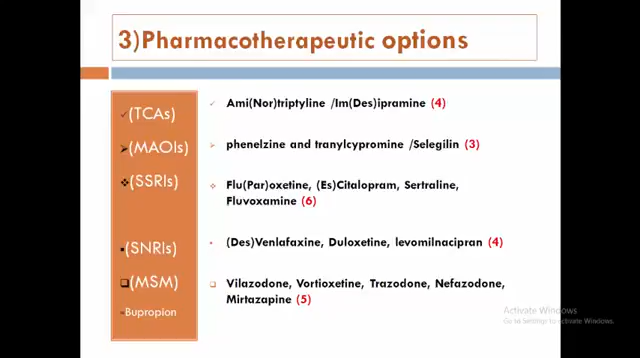 3)Pharmacotherapeutic options
(TCAs)
Ami(Nor)triptyline /Im(Des)ipramine (4)
(MAOIs)
phenelzine and tranylcypromine /Selegilin (3)
(SSRIs)
Flu(Par)oxetine, (Es)Citalopram, Sertraline,
Fluvoxamine (6)
(SNRIs)
(Des)Venlafaxine, Duloxetine, levomilnacipran (4)
(MSM)
Vilazodone, Vortioxetine, Trazodone, Nefazodone,
Mirtazapine (5)
Bupropion
Activate Windows
Go to Settings to activate Windows.